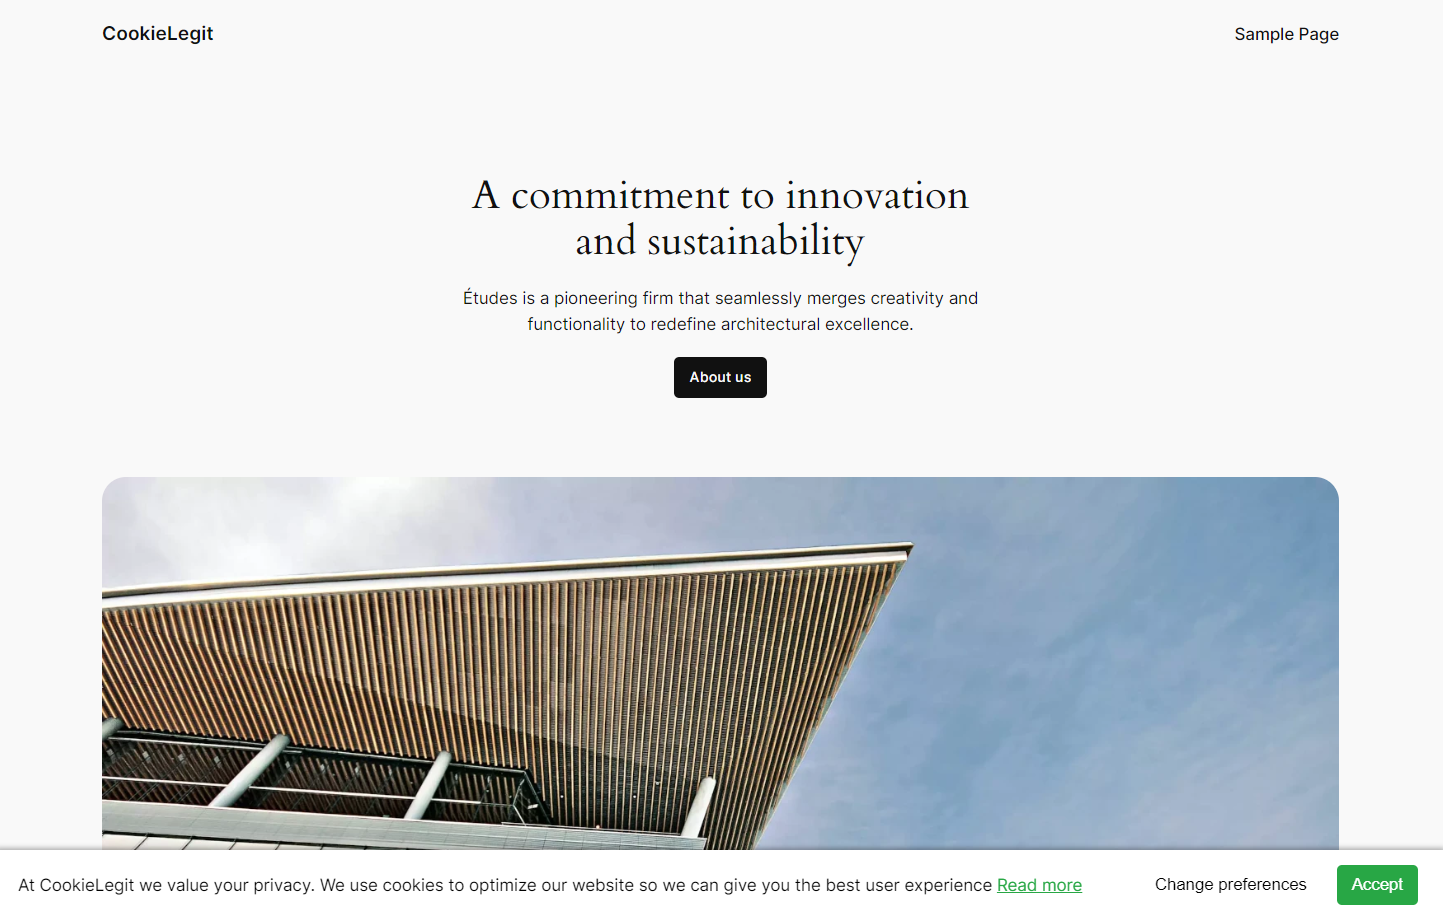 CookieLegit
Sample Page
A commitment to innovation
and sustainability
Études is a pioneering firm that seamlessly merges creativity and
functionality to redefine architectural excellence.
About us
At CookieLegit we value your privacy. We use cookies to optimize our website so we can give you the best user experience Read more
Change preferences
Accept